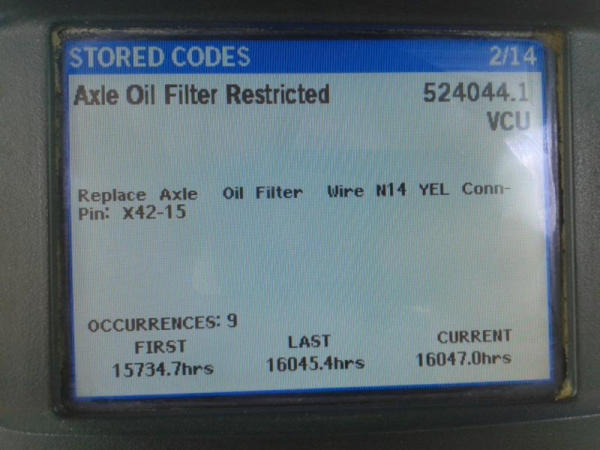 STORED CODES 2/14
Axle Oil Filter Restricted 524044.1
VCU
Replace Axle Oil Filter Wire N14 YEL Conn-
Pin: X42-15
OCCURRENCES: 9
FIRST LAST CURRENT
15734.7hrs 16045.4hrs 16047.0hrs